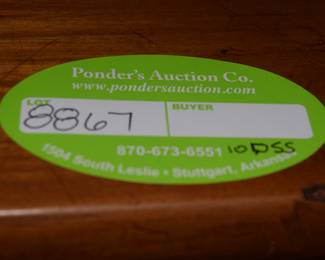 Ponder's Auction Co.
www.pondersauction.com
LOT BUYER
8867
870-673-6551 10DSS
1504 South Leslie • Stuttgart, Arkansas